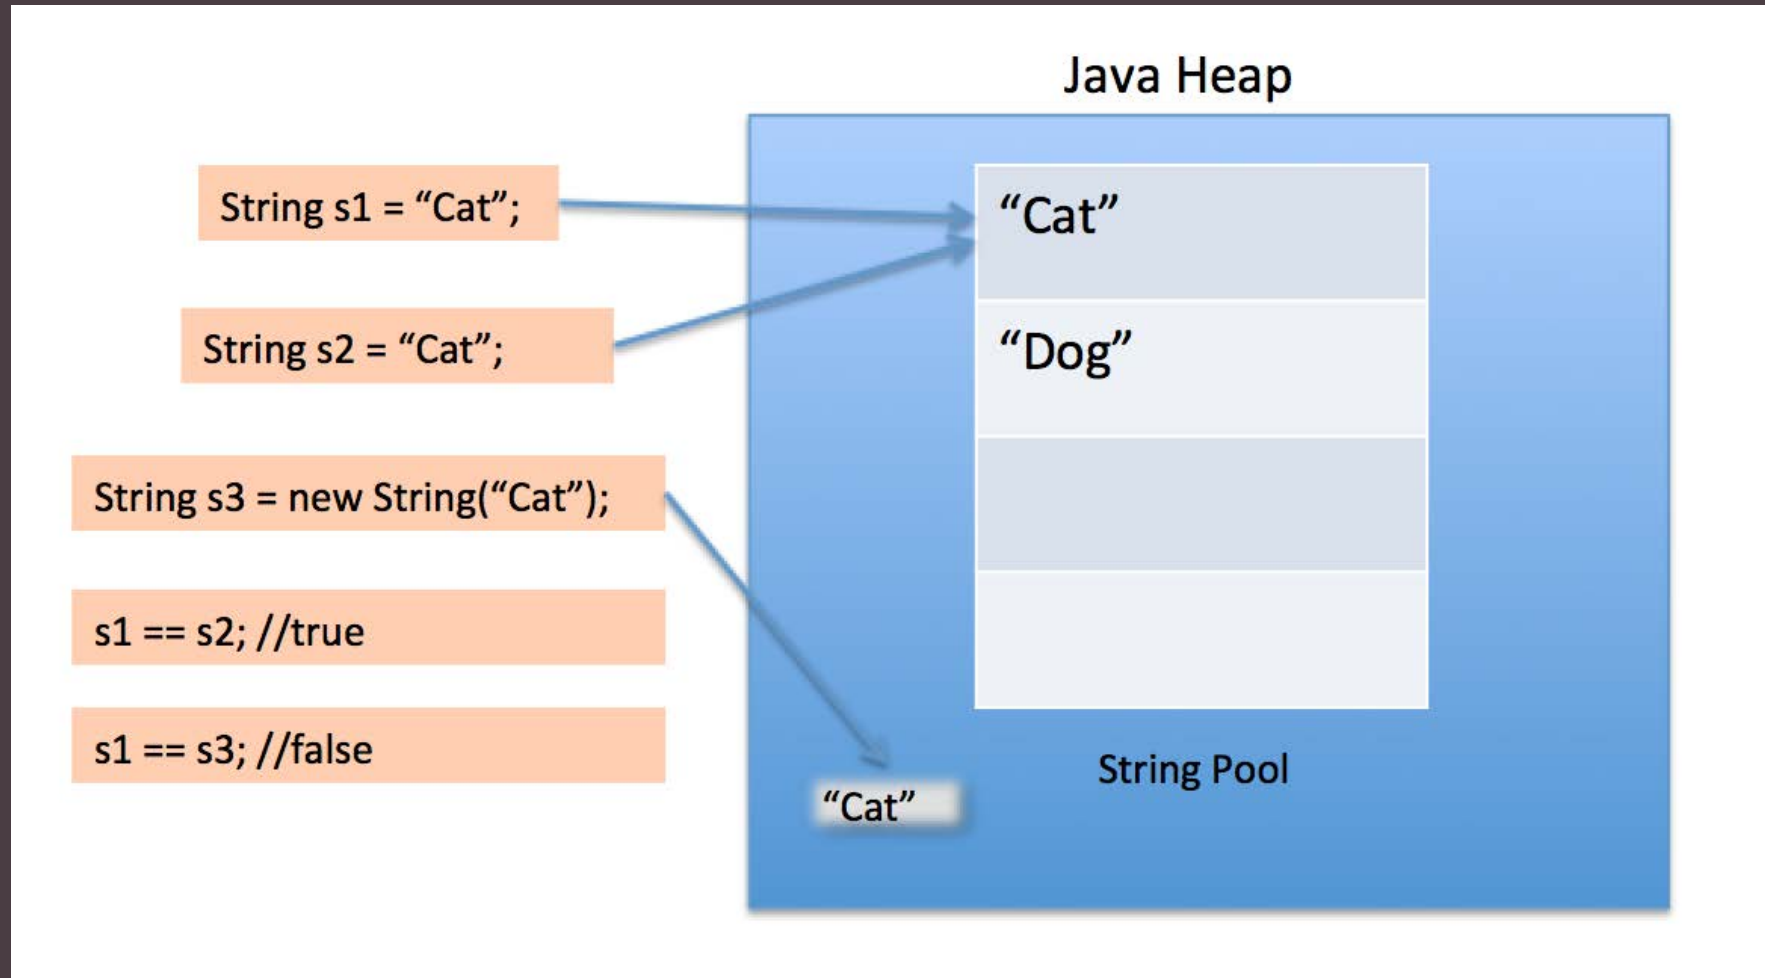 Java Heap
String s1 = “Cat”;
String s2 = “Cat”;
String s3 = new String(“Cat”);
s1 == s2; //true
s1 == s3; //false
“Cat”
“Dog”
String Pool
“Cat”